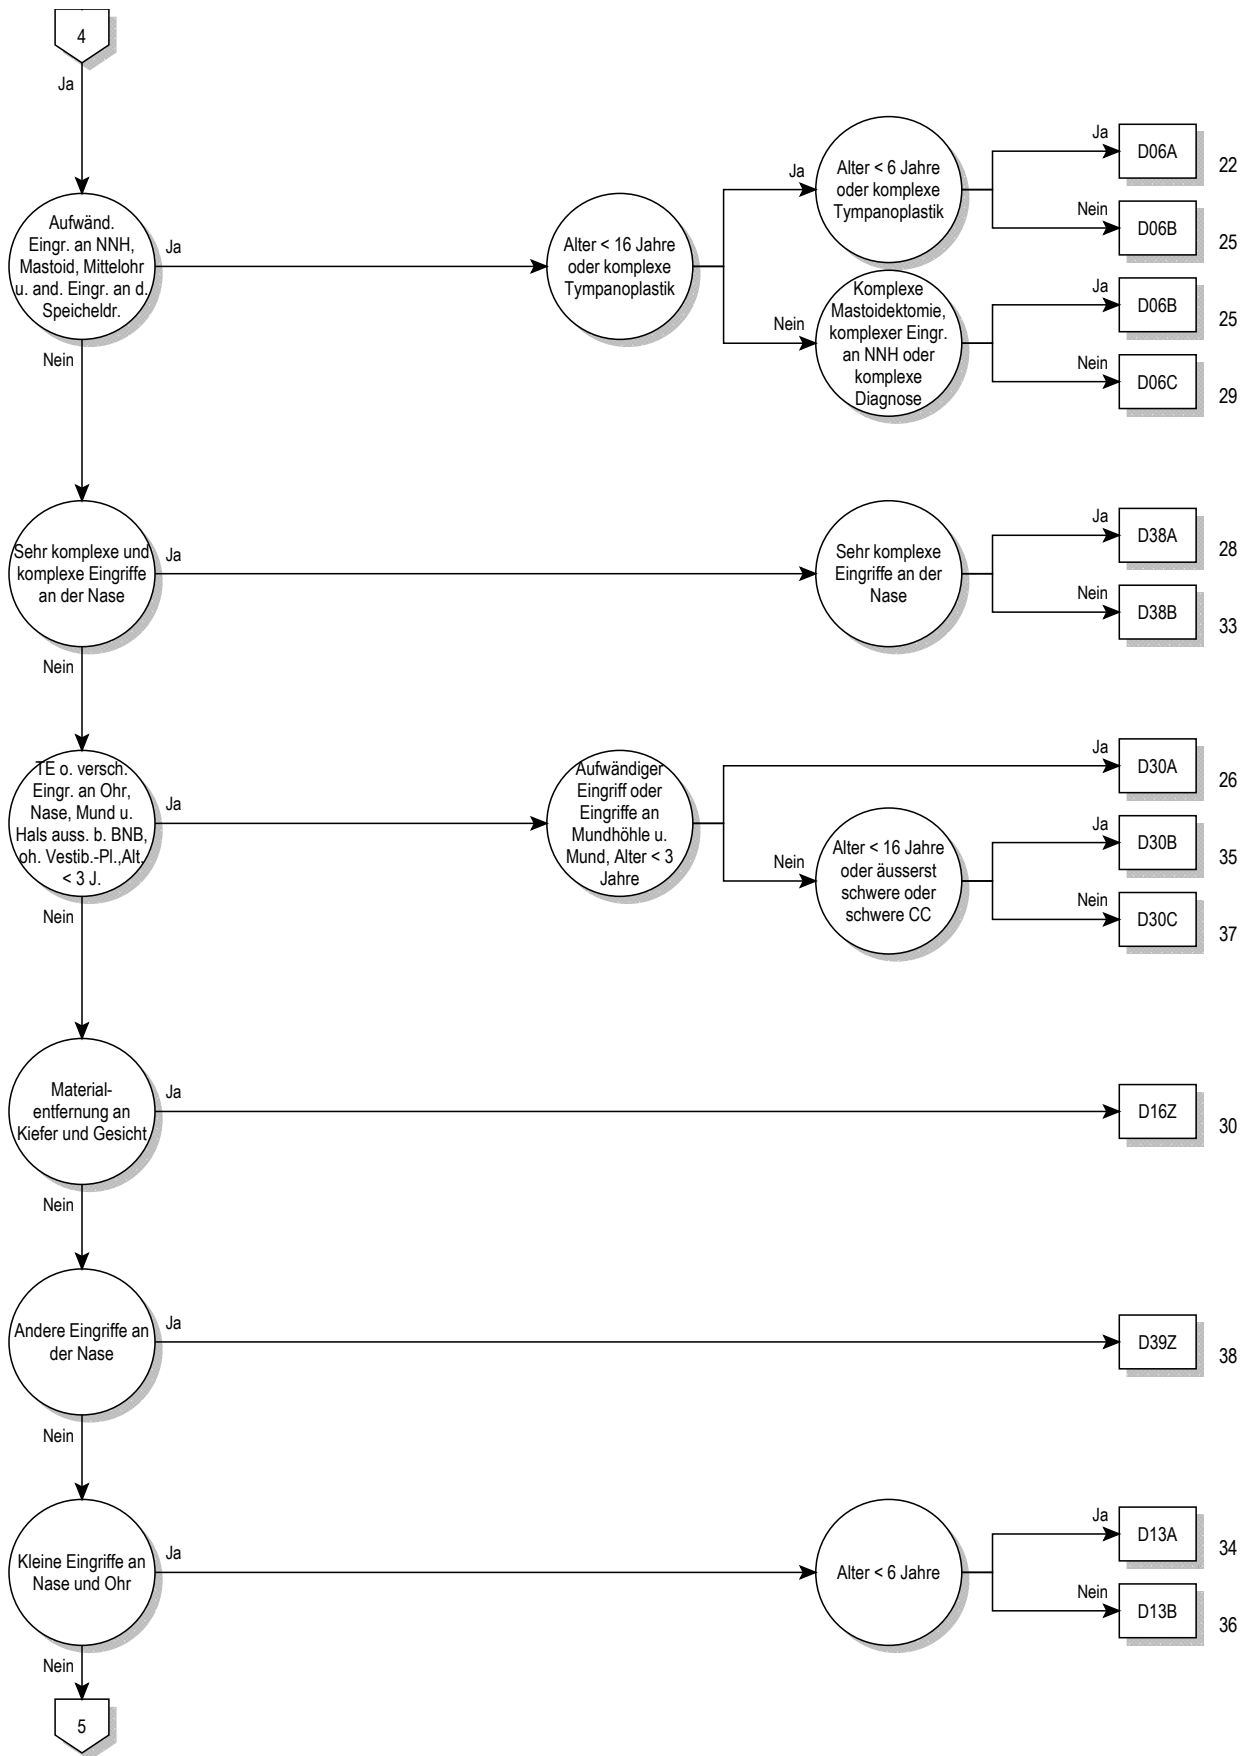 4
Ja
Aufwänd.
Eingr. an NNH,
Mastoid, Mittelohr
u. and. Eingr. an d.
Speicheldr.
Ja
Alter < 16 Jahre
oder komplexe
Tympanoplastik
Ja
Alter < 6 Jahre
oder komplexe
Tympanoplastik
Ja
D06A
22
Nein
D06B
25
Nein
Komplexe
Mastoidektomie,
komplexer Eingr.
an NNH oder
komplexe
Diagnose
Ja
D06B
25
Nein
D06C
29
Nein
Sehr komplexe und
komplexe Eingriffe
an der Nase
Ja
Sehr komplexe
Eingriffe an der
Nase
Ja
D38A
28
Nein
D38B
33
Nein
TE o. versch.
Eingr. an Ohr,
Nase, Mund u.
Hals auss. b. BNB,
oh. Vestib.-Pl.,Alt.
< 3 J.
Ja
Aufwändiger
Eingriff oder
Eingriffe an
Mundhöhle u.
Mund, Alter < 3
Jahre
Ja
D30A
26
Nein
Alter < 16 Jahre
oder äusserst
schwere oder
schwere CC
Ja
D30B
35
Nein
D30C
37
Nein
Material-
entfernung an
Kiefer und Gesicht
Ja
D16Z
30
Nein
Andere Eingriffe an
der Nase
Ja
D39Z
38
Nein
Kleine Eingriffe an
Nase und Ohr
Ja
Alter < 6 Jahre
Ja
D13A
34
Nein
D13B
36
Nein
5